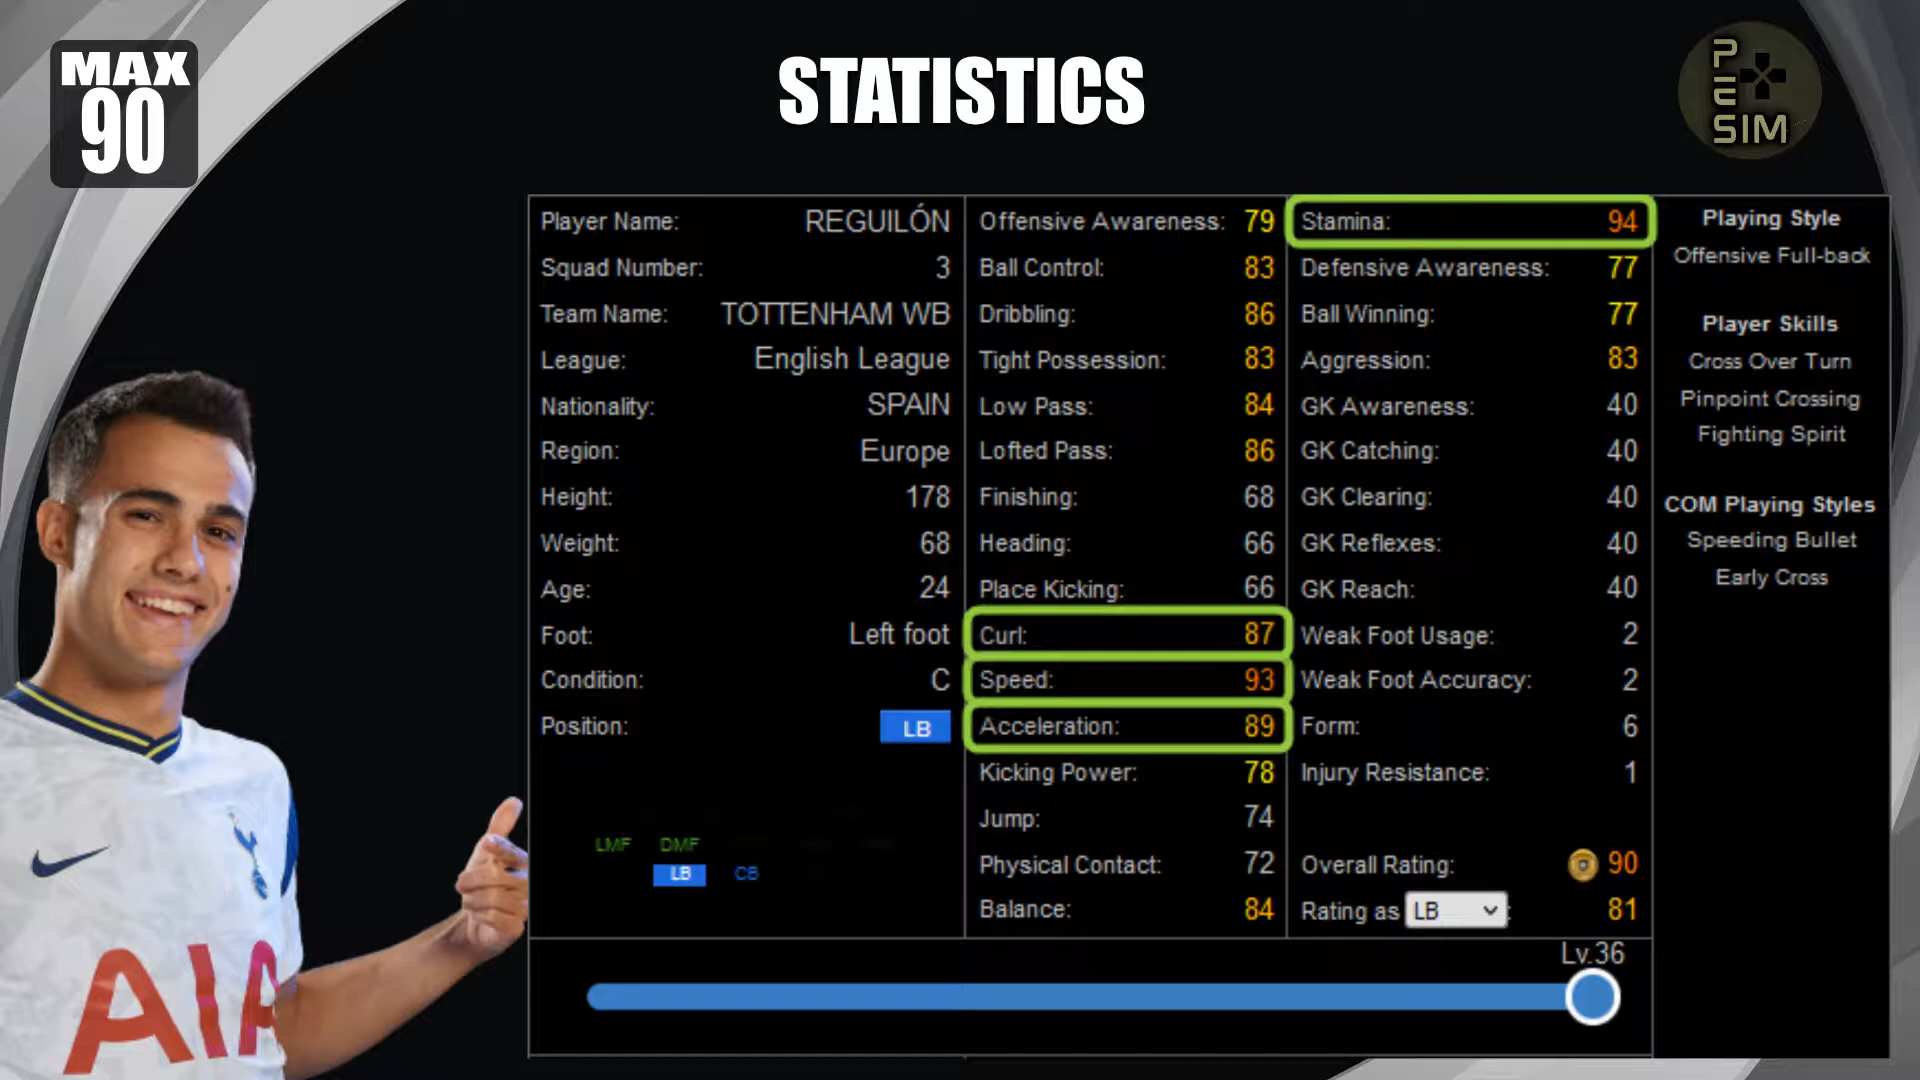 MAX
90
STATISTICS
PE
SIM
Player Name: REGUILÓN
Squad Number: 3
Team Name: TOTTENHAM WB
League: English League
Nationality: SPAIN
Region: Europe
Height: 178
Weight: 68
Age: 24
Foot: Left foot
Condition: C
Position: LB
LMF DMF
LB CB
Offensive Awareness: 79
Ball Control: 83
Dribbling: 86
Tight Possession: 83
Low Pass: 84
Lofted Pass: 86
Finishing: 68
Heading: 66
Place Kicking: 66
Curl: 87
Speed: 93
Acceleration: 89
Kicking Power: 78
Jump: 74
Physical Contact: 72
Balance: 84
Stamina: 94
Defensive Awareness: 77
Ball Winning: 77
Aggression: 83
GK Awareness: 40
GK Catching: 40
GK Clearing: 40
GK Reflexes: 40
GK Reach: 40
Weak Foot Usage: 2
Weak Foot Accuracy: 2
Form: 6
Injury Resistance: 1
Overall Rating: 90
Rating as LB : 81
Playing Style
Offensive Full-back
Player Skills
Cross Over Turn
Pinpoint Crossing
Fighting Spirit
COM Playing Styles
Speeding Bullet
Early Cross
Lv.36
AIA